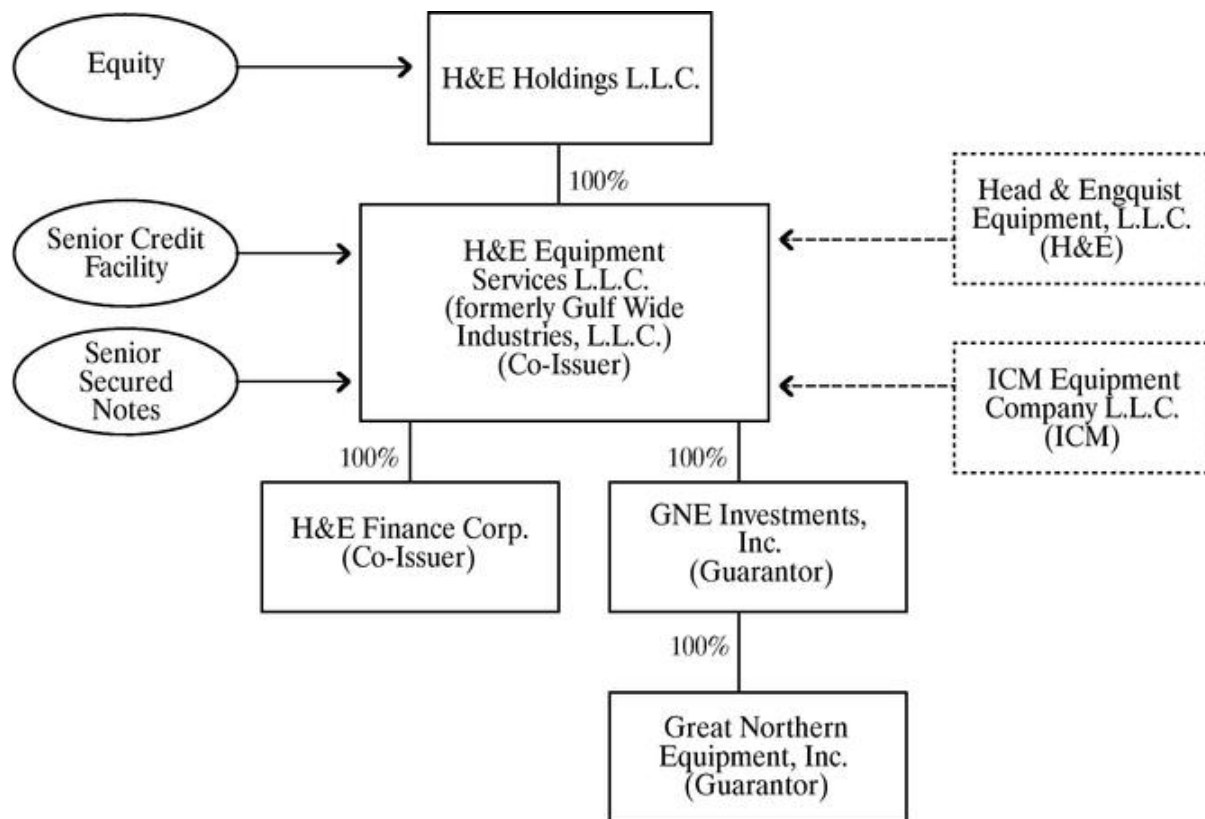 Equity
H&E Holdings L.L.C.
100%
Senior Credit
Facility
H&E Equipment
Services L.L.C.
(formerly Gulf Wide
Industries, L.L.C.)
(Co-Issuer)
Head & Engquist
Equipment, L.L.C.
(H&E)
Senior
Secured
Notes
ICM Equipment
Company L.L.C.
(ICM)
100%
100%
H&E Finance Corp.
(Co-Issuer)
GNE Investments,
Inc.
(Guarantor)
100%
Great Northern
Equipment, Inc.
(Guarantor)